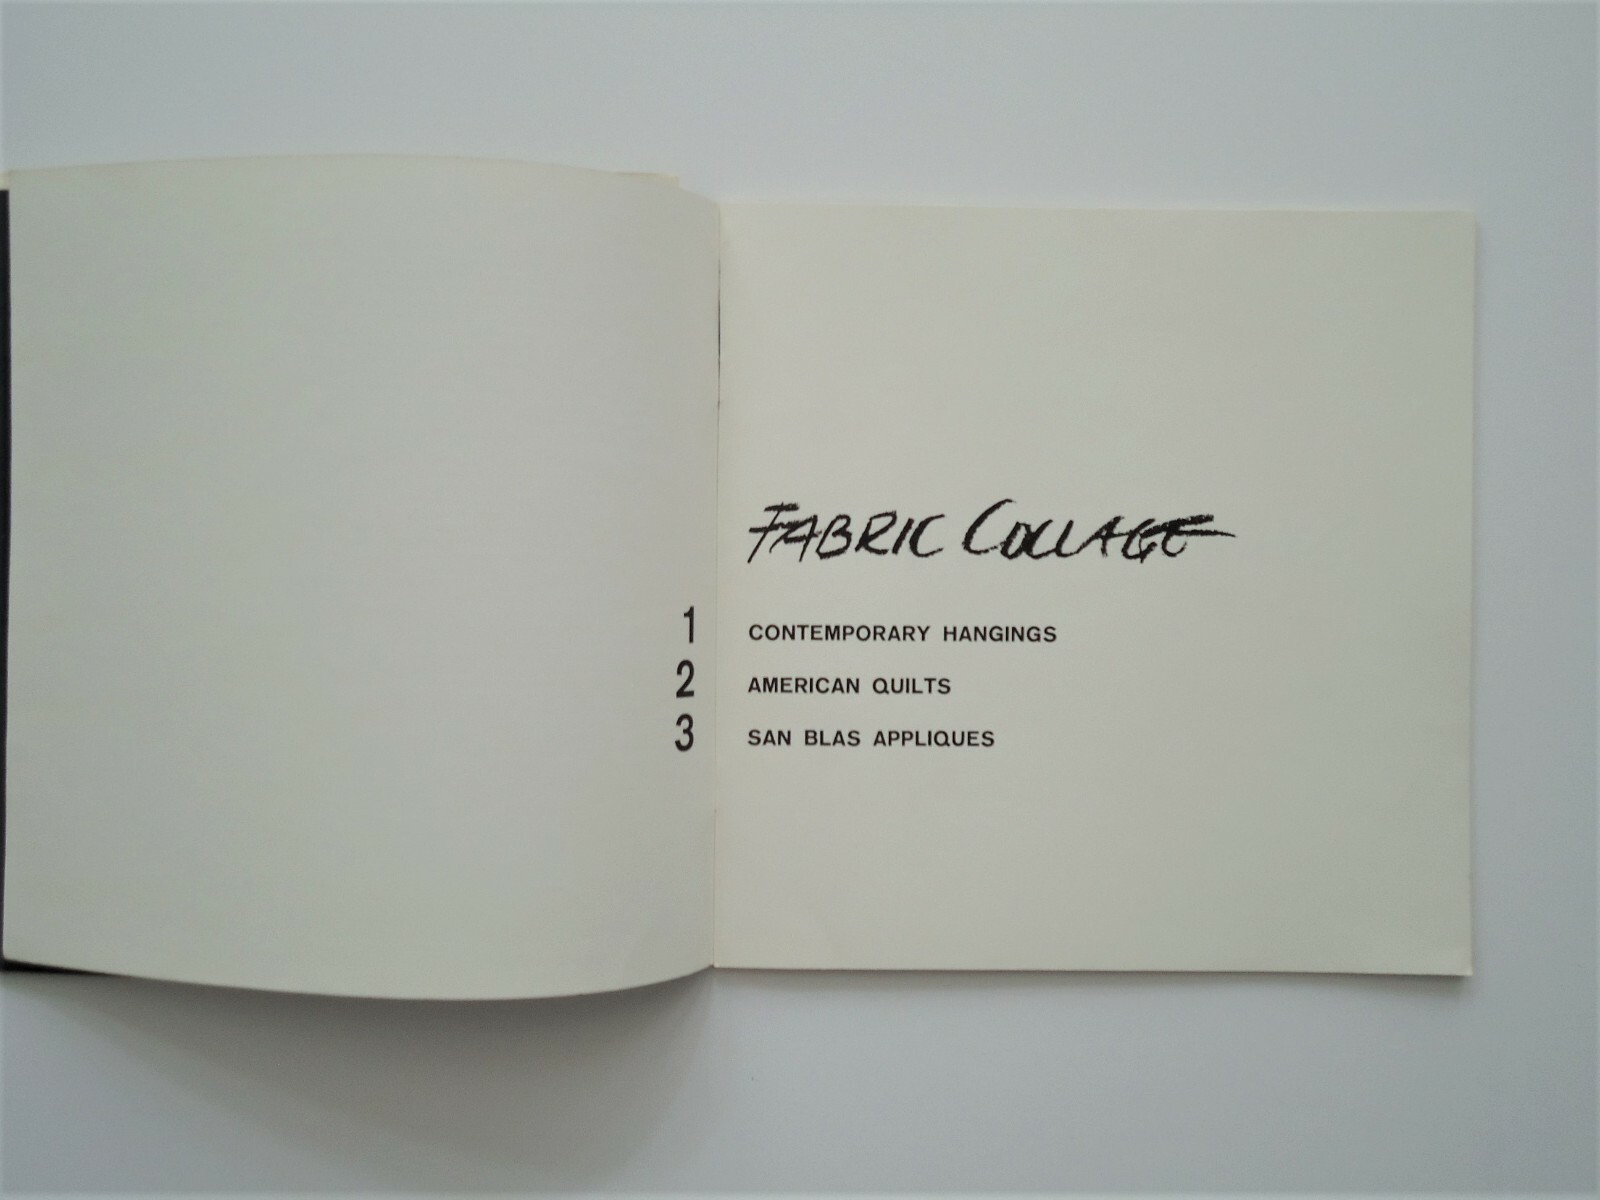 FABRIC COLLAGE
1 CONTEMPORARY HANGINGS
2 AMERICAN QUILTS
3 SAN BLAS APPLIQUES